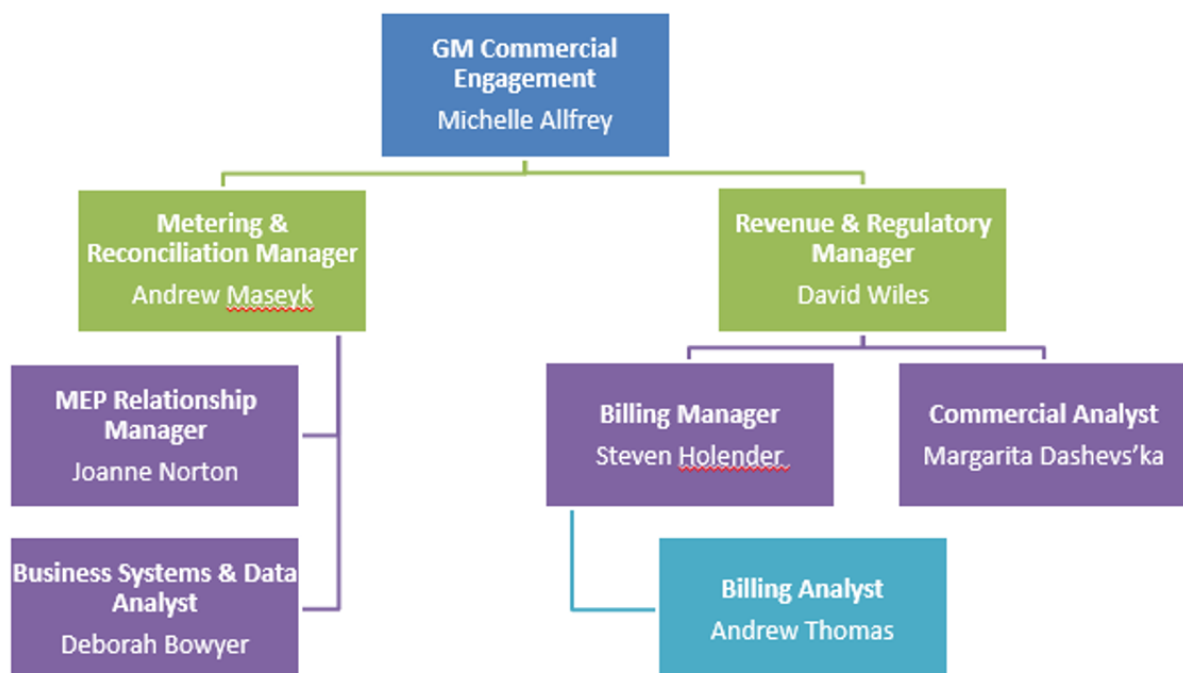 GM Commercial
Engagement
Michelle Allfrey
Metering &
Reconciliation Manager
Andrew Maseyk
Revenue & Regulatory
Manager
David Wiles
MEP Relationship
Manager
Joanne Norton
Billing Manager
Steven Holender
Commercial Analyst
Margarita Dashevs’ka
Business Systems & Data
Analyst
Deborah Bowyer
Billing Analyst
Andrew Thomas